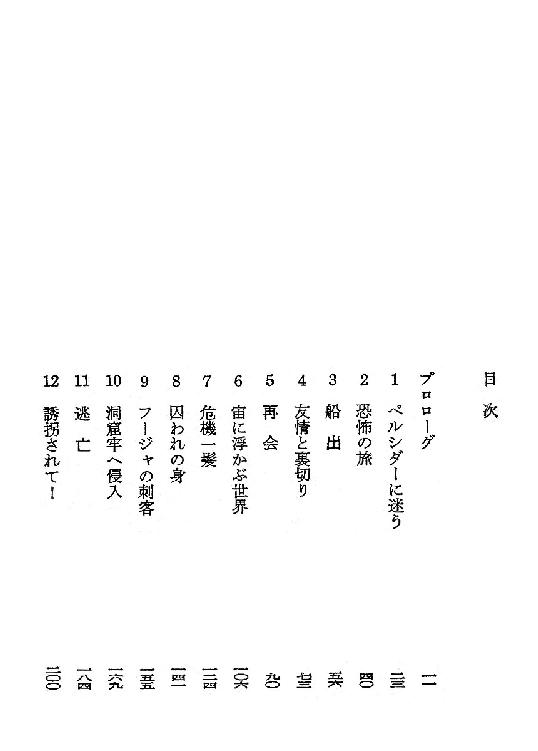 目次
プロローグ 一一
1 ペルシダーに迷う 二三
2 恐怖の旅 四〇
3 船出 五六
4 友情と裏切り 七三
5 再会 九〇
6 宙に浮かぶ世界 一〇六
7 危機一髪 一二四
8 囚われの身 一四一
9 フージャの刺客 一五五
10 洞窟牢へ侵入 一六九
11 逃亡 一八四
12 誘拐されて! 二〇〇